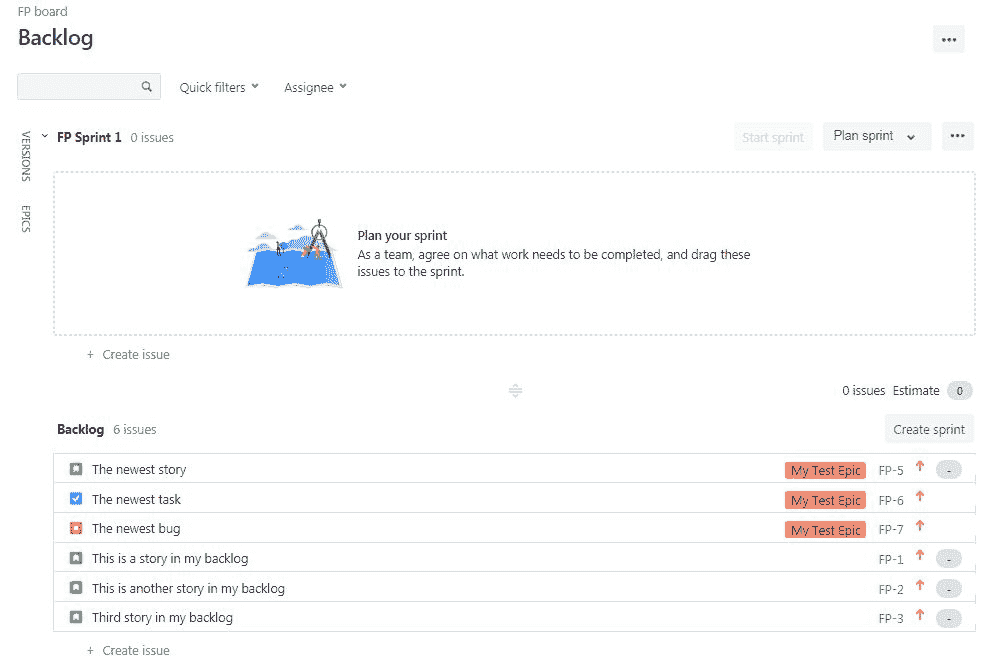 FP board
Backlog
•••
Quick filters Assignee
VERSIONS
EPICS
FP Sprint 1 0 issues Start sprint Plan sprint •••
Plan your sprint
As a team, agree on what work needs to be completed, and drag these
issues to the sprint.
+ Create issue
0 issues Estimate 0
Backlog 6 issues Create sprint
The newest story My Test Epic FP-5 -
The newest task My Test Epic FP-6
The newest bug My Test Epic FP-7
This is a story in my backlog FP-1 -
This is another story in my backlog FP-2 -
Third story in my backlog FP-3 -
+ Create issue